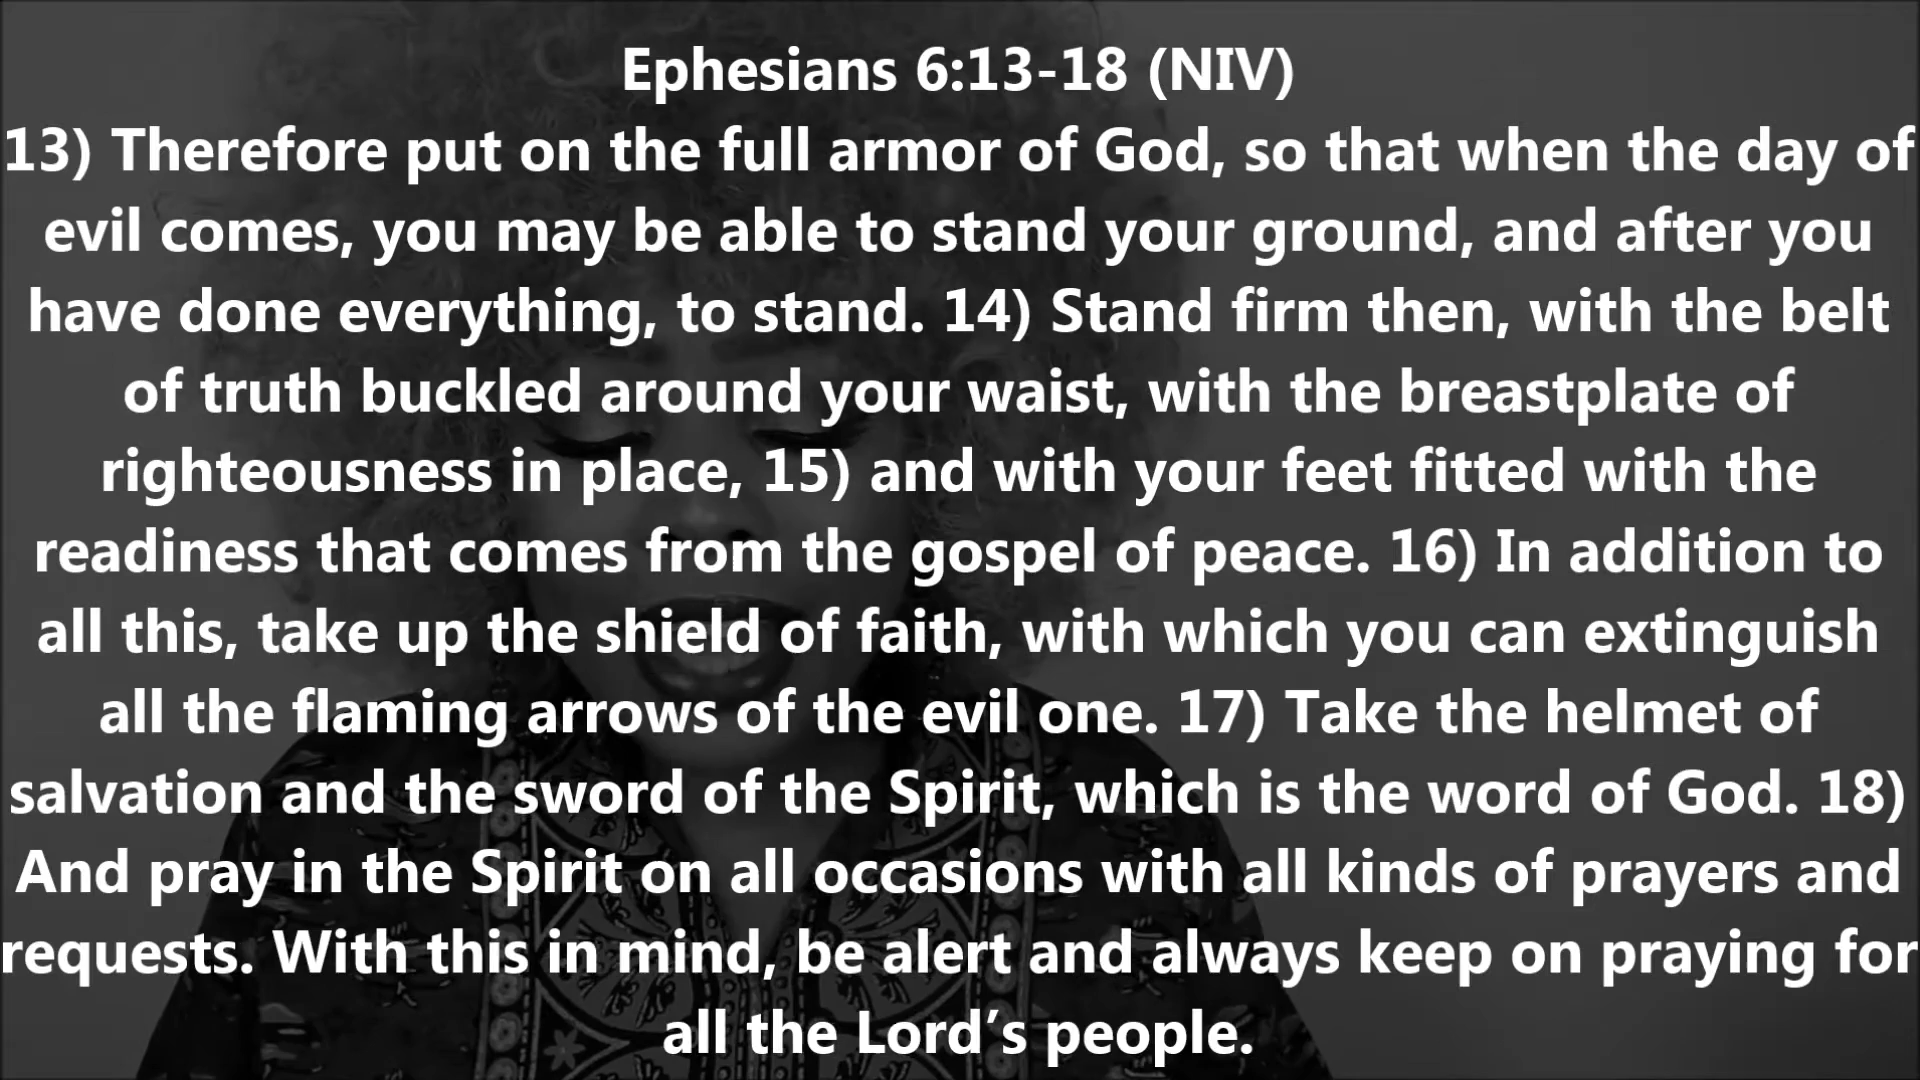 Ephesians 6:13-18 (NIV)
13) Therefore put on the full armor of God, so that when the day of
evil comes, you may be able to stand your ground, and after you
have done everything, to stand. 14) Stand firm then, with the belt
of truth buckled around your waist, with the breastplate of
righteousness in place, 15) and with your feet fitted with the
readiness that comes from the gospel of peace. 16) In addition to
all this, take up the shield of faith, with which you can extinguish
all the flaming arrows of the evil one. 17) Take the helmet of
salvation and the sword of the Spirit, which is the word of God. 18)
And pray in the Spirit on all occasions with all kinds of prayers and
requests. With this in mind, be alert and always keep on praying for
all the Lord’s people.